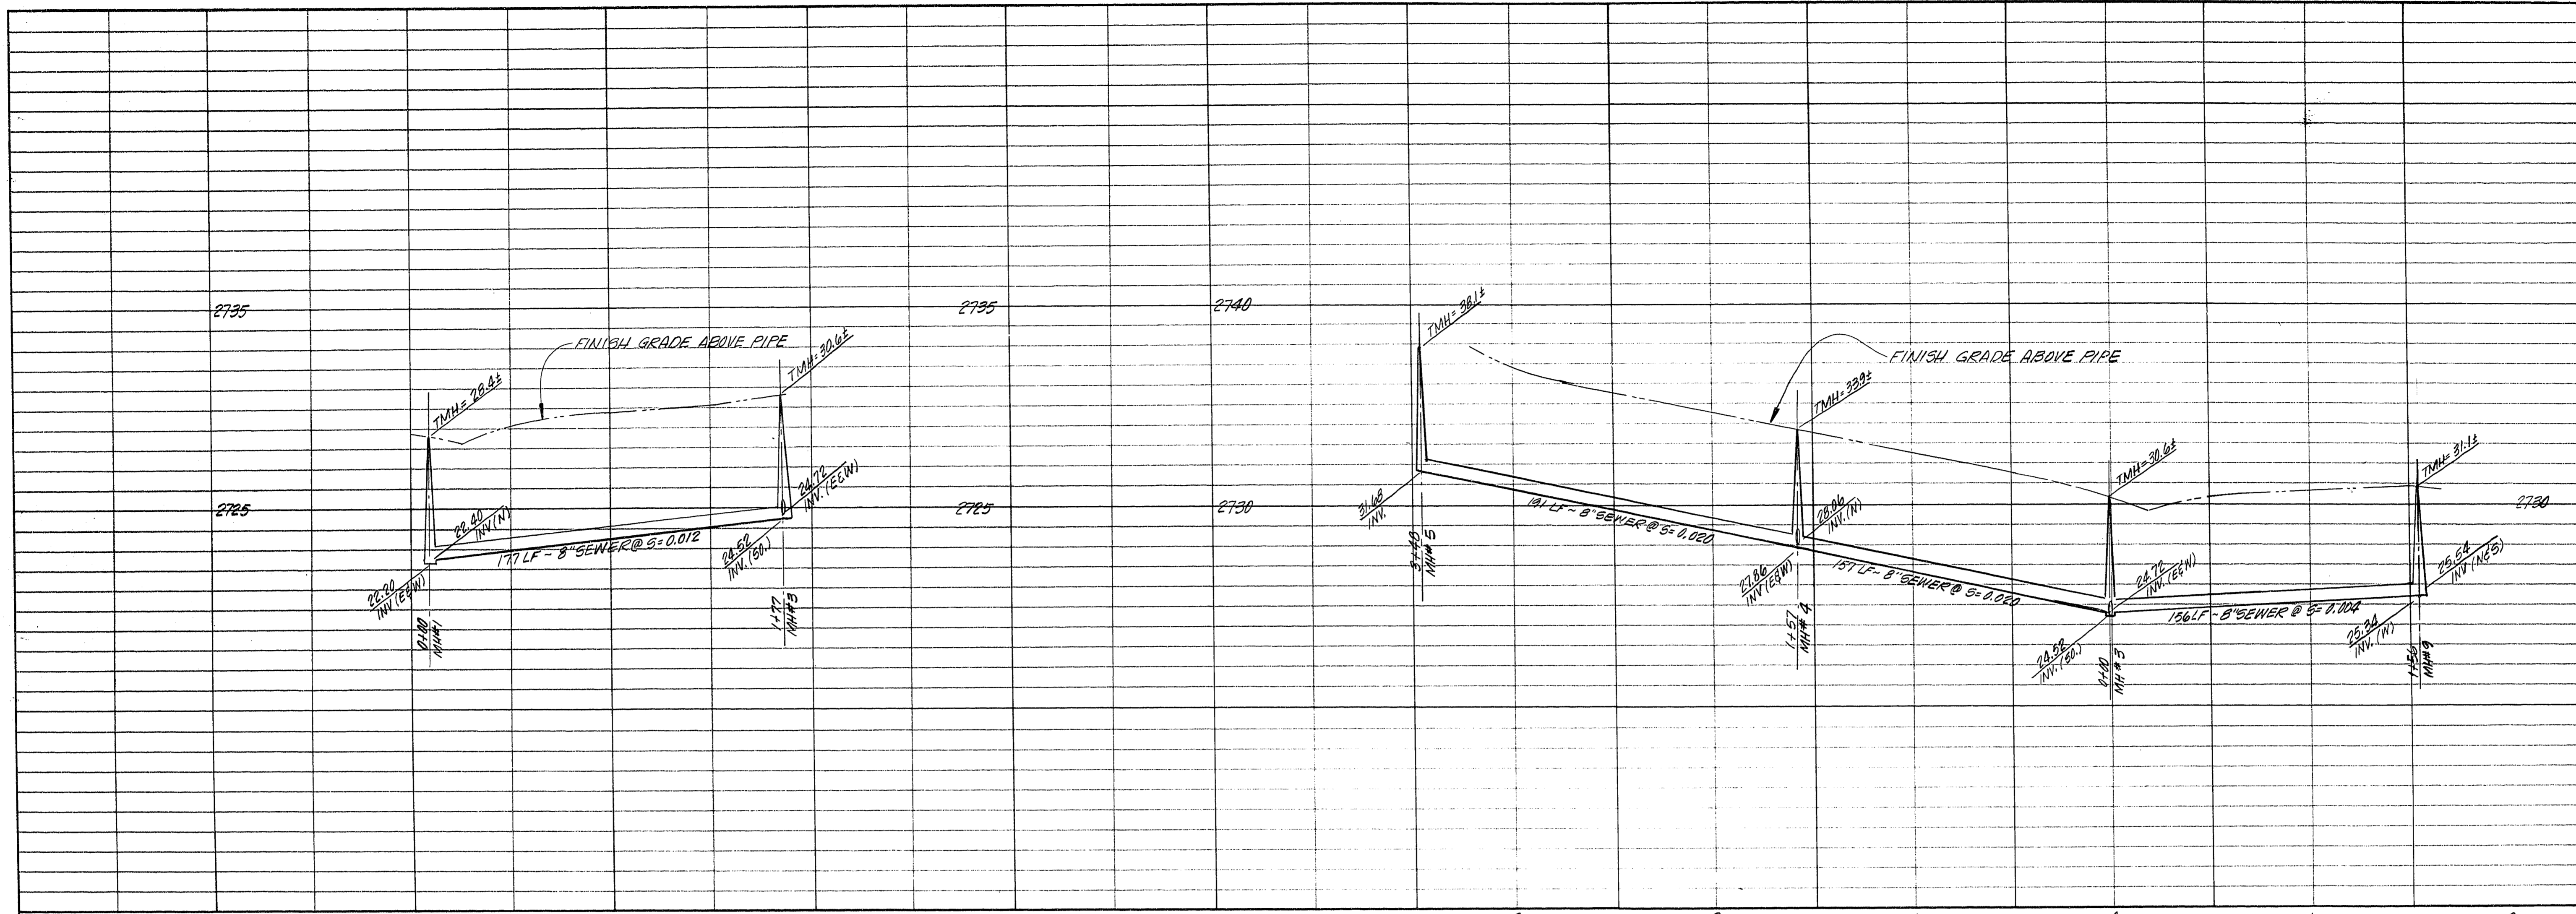 2735
2735
2740
FINISH GRADE ABOVE PIPE
TMH= 28.4±
TMH= 30.6±
22.40
INV (N)
22.20
INV (E&W)
2725
2725
2730
24.72
INV. (E&W)
24.52
INV. (SO.)
177 LF ~ 8" SEWER @ S= 0.012
0+00
MH#1
1+77
MH#3
TMH= 38.1±
FINISH GRADE ABOVE PIPE
TMH= 33.9±
TMH= 30.6±
TMH= 31.1±
2730
31.68
INV.
191 LF ~ 8" SEWER @ S= 0.020
28.06
INV. (N)
27.86
INV (E&W)
157 LF ~ 8" SEWER @ S= 0.020
24.72
INV. (E&W)
24.52
INV. (SO.)
156 LF ~ 8" SEWER @ S= 0.004
25.54
INV (N&S)
25.34
INV. (W)
3+48
MH# 5
1+57
MH# 4
0+00
MH# 3
1+56
MH#6